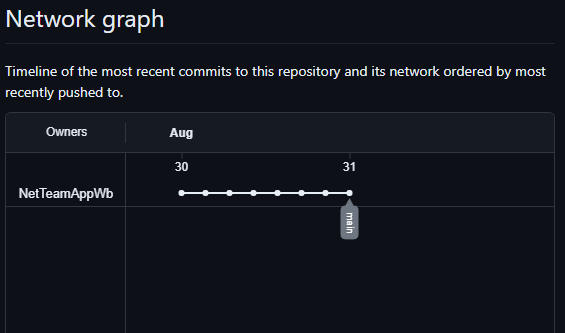 Network graph
Timeline of the most recent commits to this repository and its network ordered by most
recently pushed to.
Owners Aug
30 31
NetTeamAppWb
main